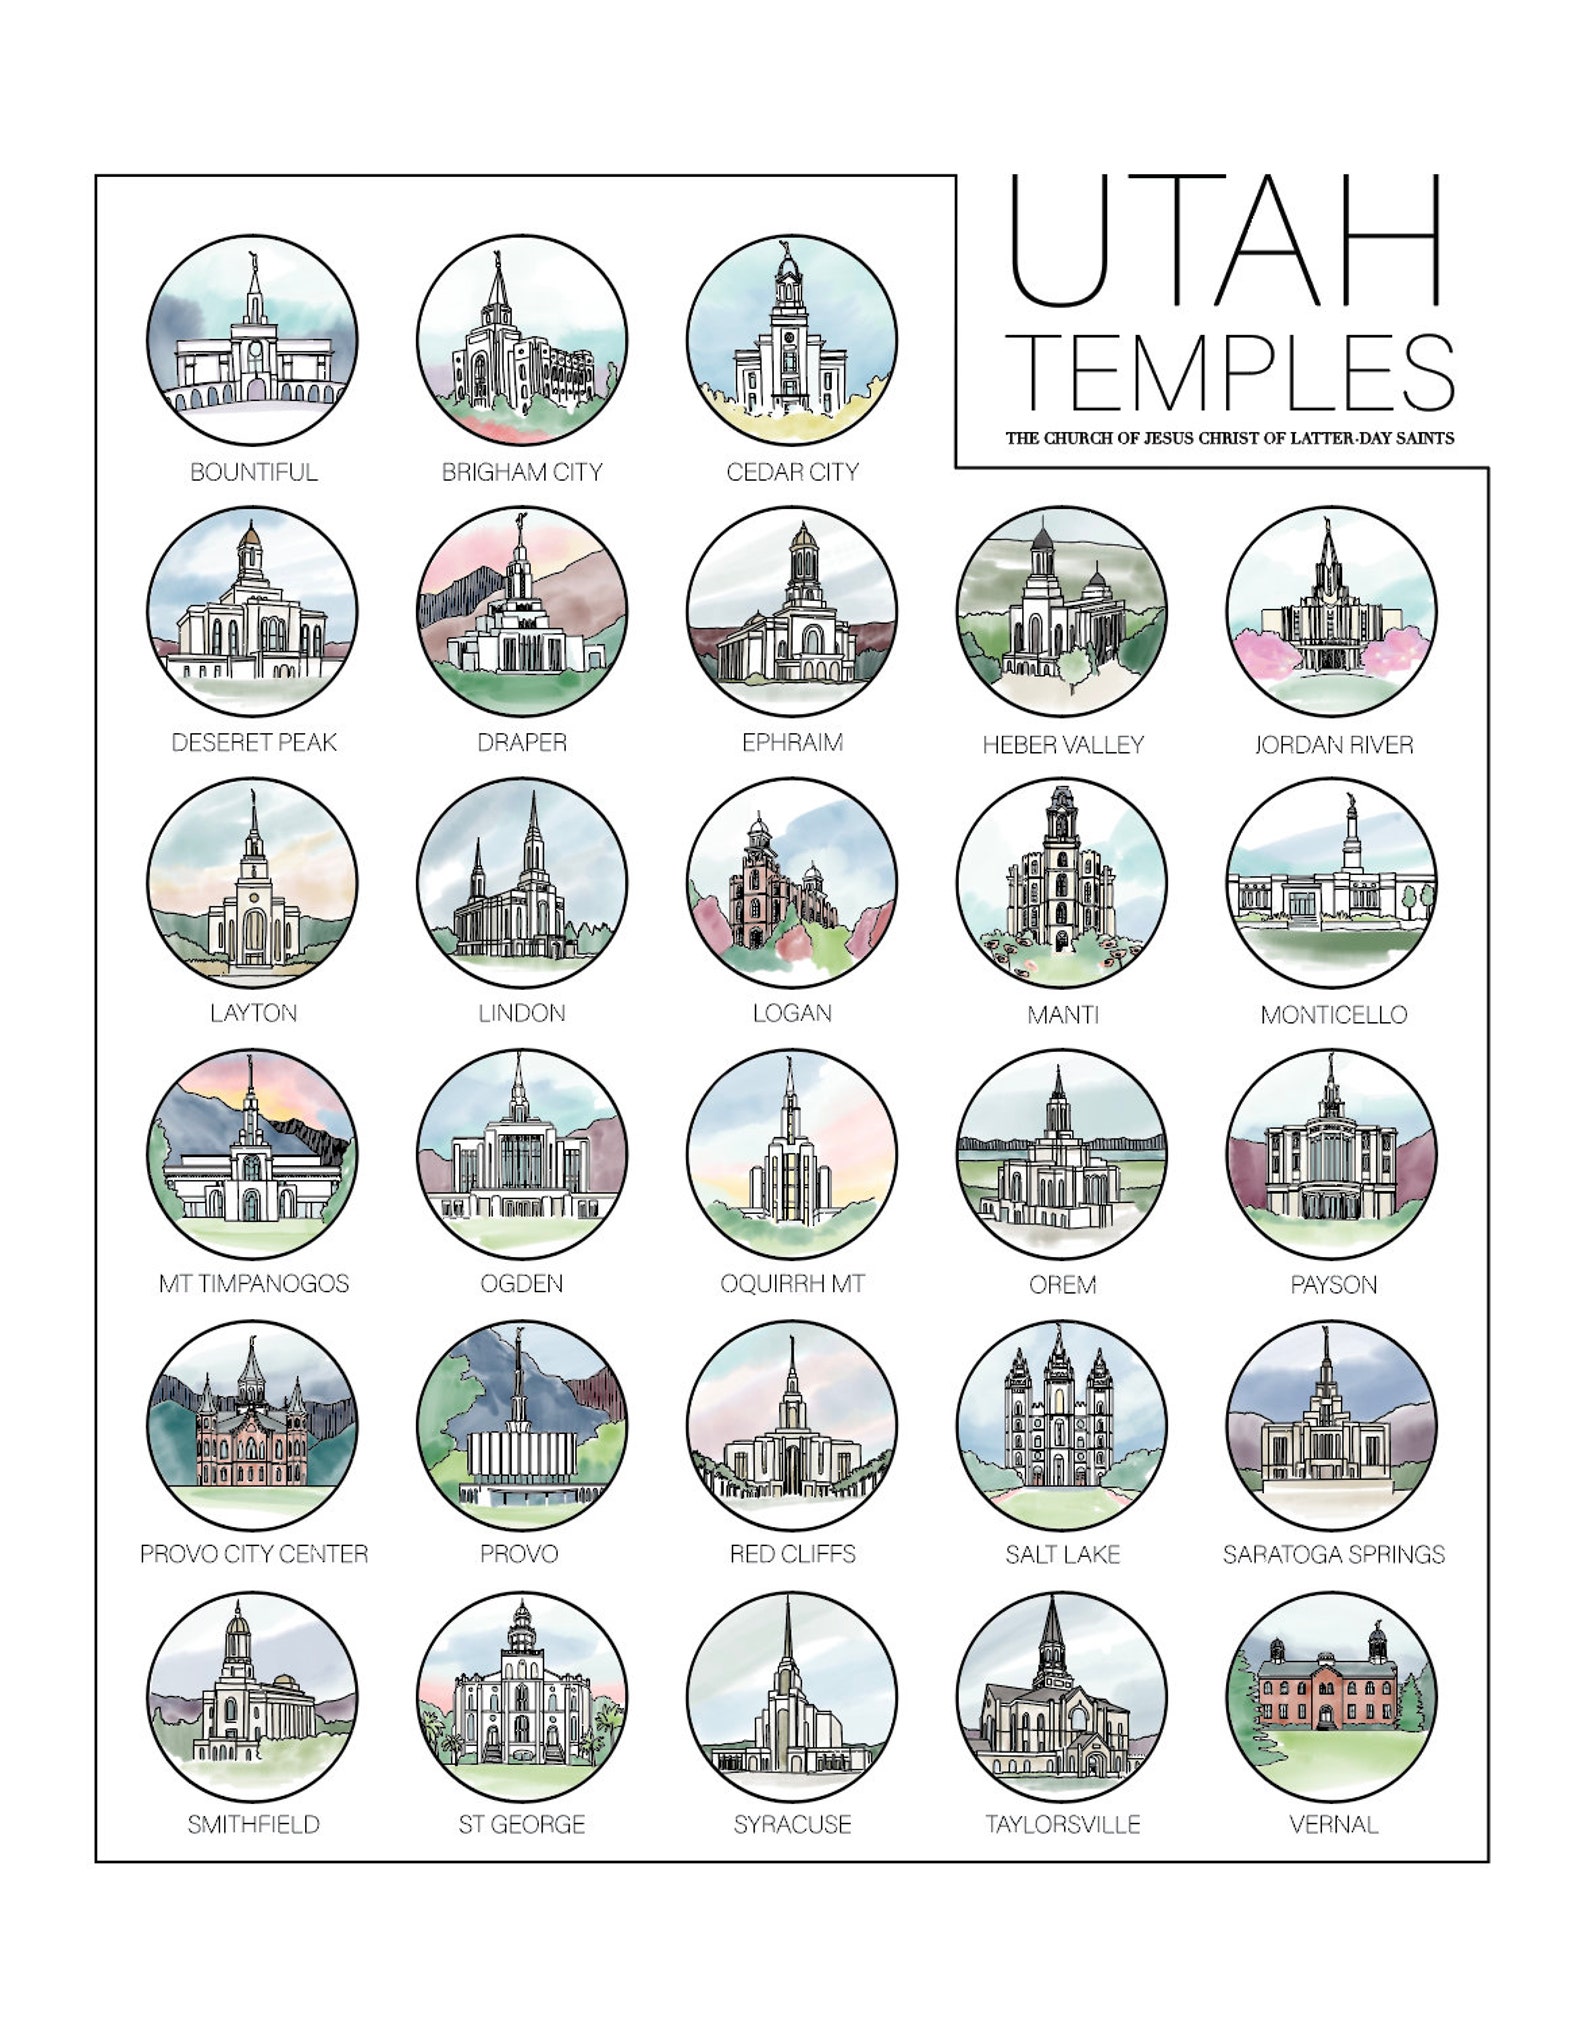 UTAH
TEMPLES
THE CHURCH OF JESUS CHRIST OF LATTER-DAY SAINTS
BOUNTIFUL
BRIGHAM CITY
CEDAR CITY
DESERET PEAK
DRAPER
EPHRAIM
HEBER VALLEY
JORDAN RIVER
LAYTON
LINDON
LOGAN
MANTI
MONTICELLO
MT TIMPANOGOS
OGDEN
OQUIRRH MT
OREM
PAYSON
PROVO CITY CENTER
PROVO
RED CLIFFS
SALT LAKE
SARATOGA SPRINGS
SMITHFIELD
ST GEORGE
SYRACUSE
TAYLORSVILLE
VERNAL